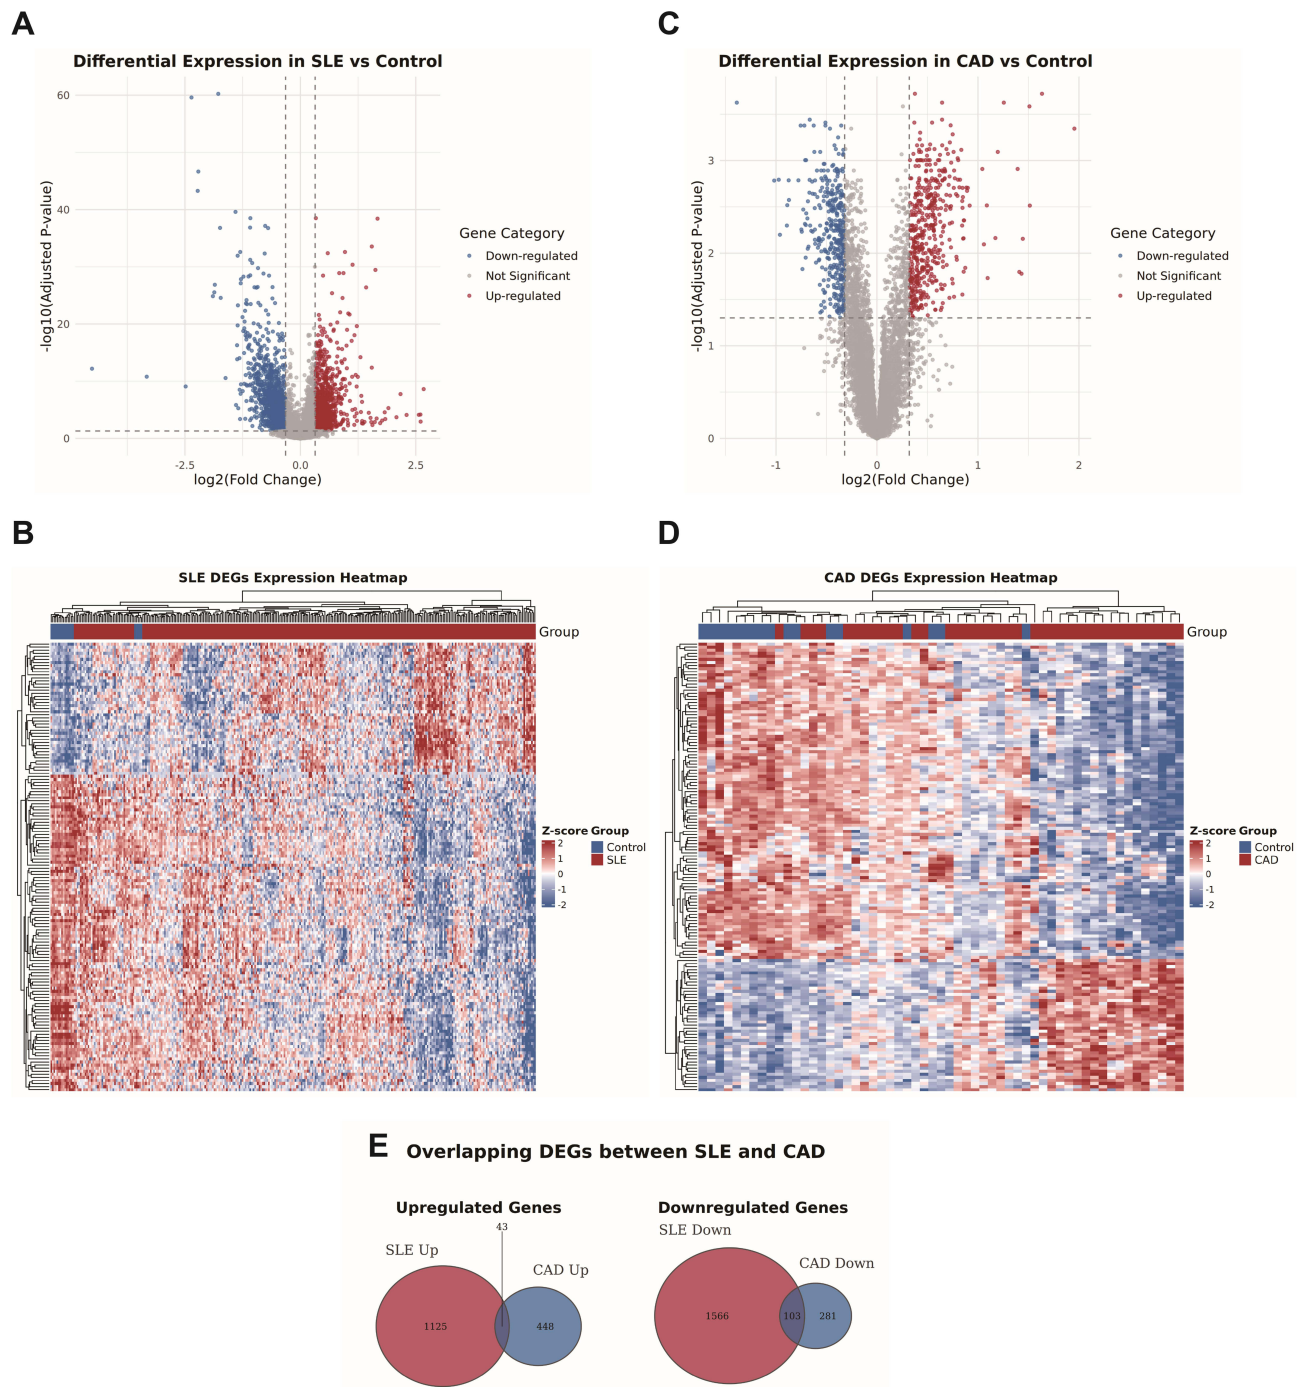 A
Differential Expression in SLE vs Control
-log10(Adjusted P-value)
60
40
20
0
-2.5
0.0
2.5
log2(Fold Change)
Gene Category
Down-regulated
Not Significant
Up-regulated
C
Differential Expression in CAD vs Control
-log10(Adjusted P-value)
3
2
1
0
-1
0
1
2
log2(Fold Change)
Gene Category
Down-regulated
Not Significant
Up-regulated
B
SLE DEGs Expression Heatmap
Group
Z-score Group
2
1
0
-1
-2
Control
SLE
D
CAD DEGs Expression Heatmap
Group
Z-score Group
2
1
0
-1
-2
Control
CAD
E
Overlapping DEGs between SLE and CAD
Upregulated Genes
43
SLE Up
CAD Up
1125
448
Downregulated Genes
SLE Down
CAD Down
1566
103
281